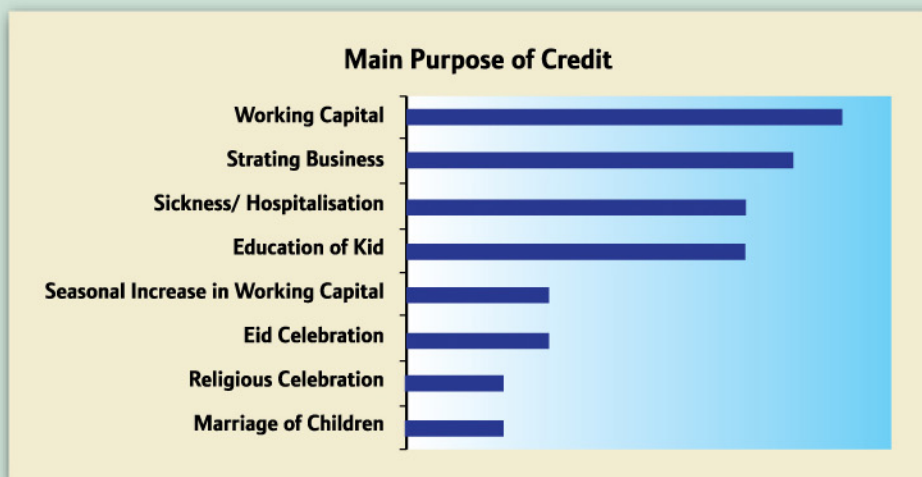 Main Purpose of Credit
Working Capital
Strating Business
Sickness/ Hospitalisation
Education of Kid
Seasonal Increase in Working Capital
Eid Celebration
Religious Celebration
Marriage of Children